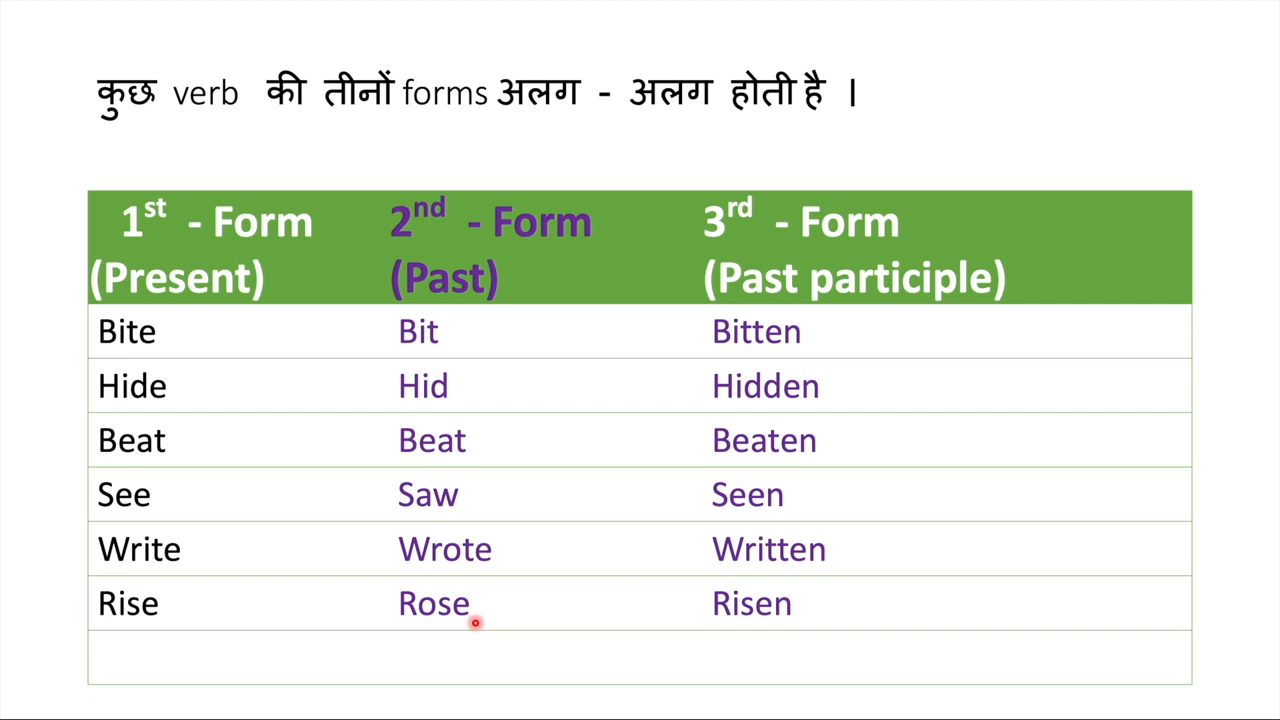 कुछ verb की तीनों forms अलग - अलग होती है ।
1st - Form 2nd - Form 3rd - Form
(Present) (Past) (Past participle)
Bite Bit Bitten
Hide Hid Hidden
Beat Beat Beaten
See Saw Seen
Write Wrote Written
Rise Rose Risen